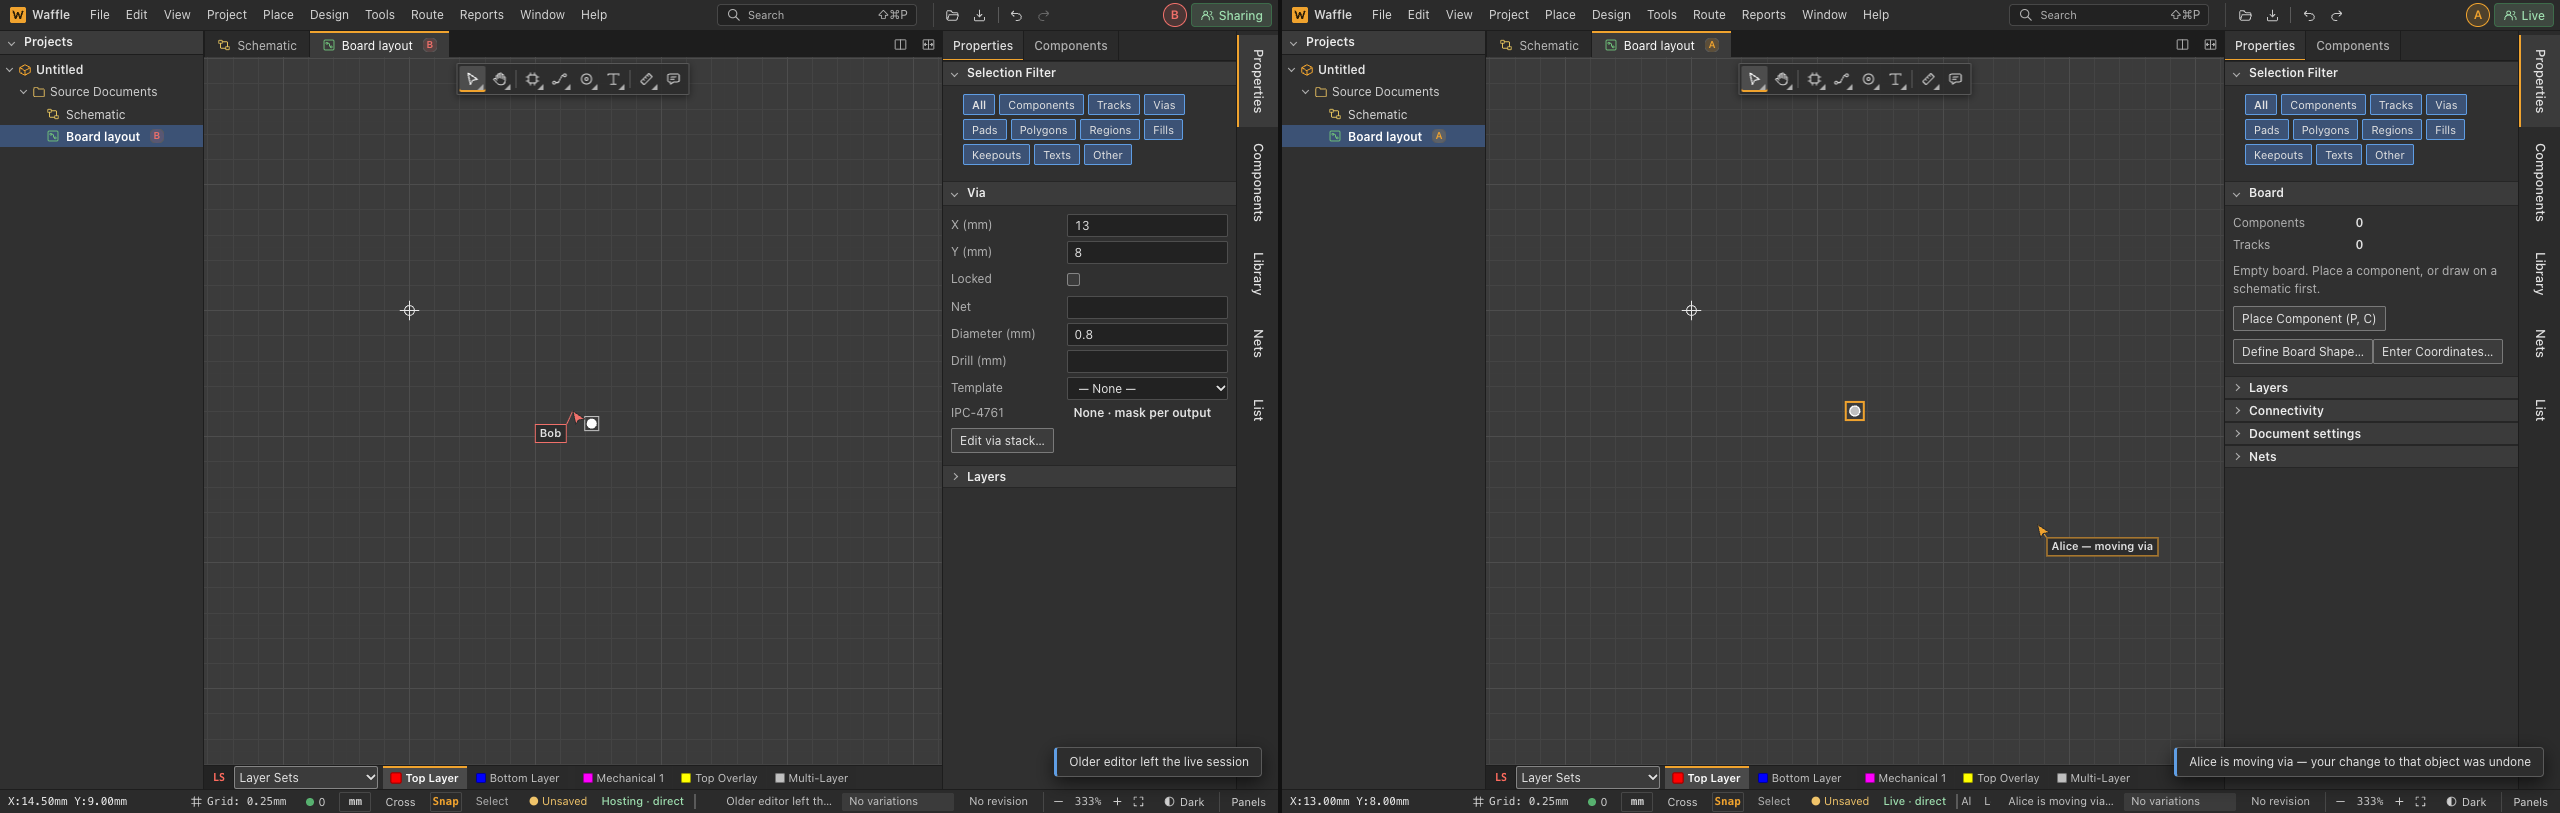 Waffle File Edit View Project Place Design Tools Route Reports Window Help Search ⇧⌘P B Sharing
Projects
Untitled
Source Documents
Schematic
Board layout B
Schematic Board layout B
Bob
Properties Components
Selection Filter
All Components Tracks Vias
Pads Polygons Regions Fills
Keepouts Texts Other
Via
X (mm) 13
Y (mm) 8
Locked
Net
Diameter (mm) 0.8
Drill (mm)
Template — None —
IPC-4761 None · mask per output
Edit via stack...
Layers
Properties
Components
Library
Nets
List
Older editor left the live session
LS Layer Sets Top Layer Bottom Layer Mechanical 1 Top Overlay Multi-Layer
X:14.50mm Y:9.00mm Grid: 0.25mm 0 mm Cross Snap Select Unsaved Hosting · direct Older editor left th... No variations No revision 333% Dark Panels
Waffle File Edit View Project Place Design Tools Route Reports Window Help Search ⇧⌘P A Live
Projects
Untitled
Source Documents
Schematic
Board layout A
Schematic Board layout A
Alice — moving via
Properties Components
Selection Filter
All Components Tracks Vias
Pads Polygons Regions Fills
Keepouts Texts Other
Board
Components 0
Tracks 0
Empty board. Place a component, or draw on a
schematic first.
Place Component (P, C)
Define Board Shape... Enter Coordinates...
Layers
Connectivity
Document settings
Nets
Properties
Components
Library
Nets
List
Alice is moving via — your change to that object was undone
LS Layer Sets Top Layer Bottom Layer Mechanical 1 Top Overlay Multi-Layer
X:13.00mm Y:8.00mm Grid: 0.25mm 0 mm Cross Snap Select Unsaved Live · direct Al L Alice is moving via... No variations No revision 333% Dark Panels